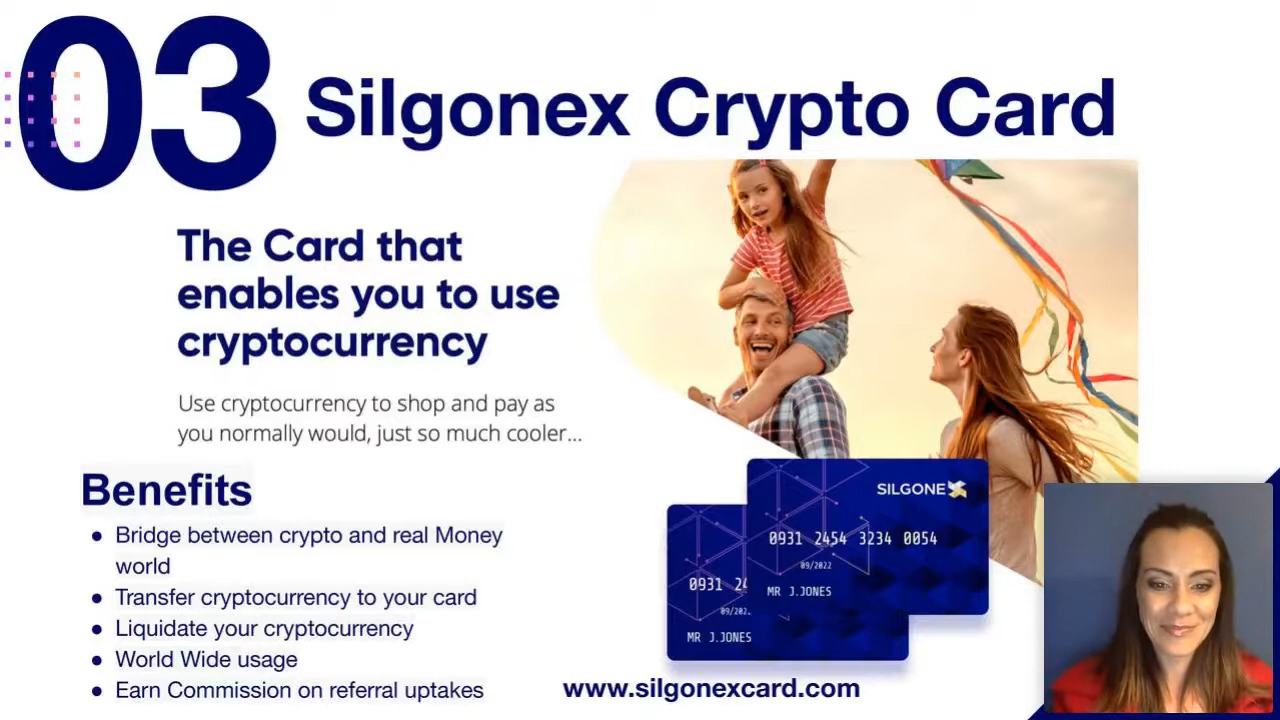 03
Silgonex Crypto Card
The Card that
enables you to use
cryptocurrency
Use cryptocurrency to shop and pay as
you normally would, just so much cooler...
Benefits
● Bridge between crypto and real Money
world
● Transfer cryptocurrency to your card
● Liquidate your cryptocurrency
● World Wide usage
● Earn Commission on referral uptakes
SILGONEX
0931 2454 3234 0054
09/2022
MR J.JONES
0931 24
09/202
MR J.JONES
www.silgonexcard.com